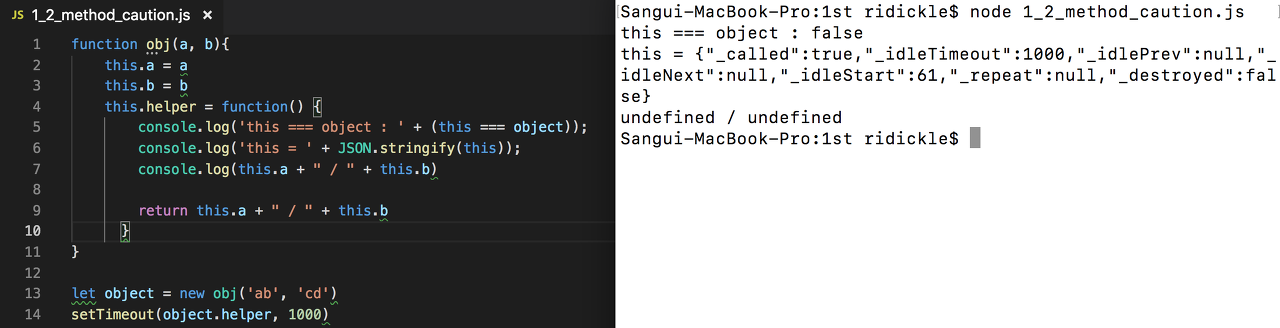 JS 1_2_method_caution.js ×
1 function obj(a, b){
2 this.a = a
3 this.b = b
4 this.helper = function() {
5 console.log('this === object : ' + (this === object));
6 console.log('this = ' + JSON.stringify(this));
7 console.log(this.a + " / " + this.b)
8
9 return this.a + " / " + this.b
10 }
11 }
12
13 let object = new obj('ab', 'cd')
14 setTimeout(object.helper, 1000)
[Sangui-MacBook-Pro:1st ridickle$ node 1_2_method_caution.js ]
this === object : false
this = {"_called":true,"_idleTimeout":1000,"_idlePrev":null,"_
idleNext":null,"_idleStart":61,"_repeat":null,"_destroyed":fal
se}
undefined / undefined
Sangui-MacBook-Pro:1st ridickle$